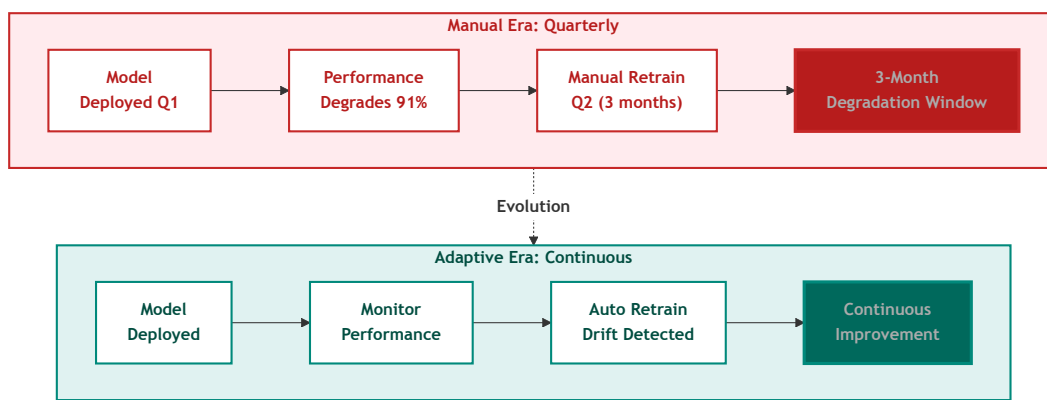 Manual Era: Quarterly
Model
Deployed Q1
Performance
Degrades 91%
Manual Retrain
Q2 (3 months)
3-Month
Degradation Window
Evolution
Adaptive Era: Continuous
Model
Deployed
Monitor
Performance
Auto Retrain
Drift Detected
Continuous
Improvement